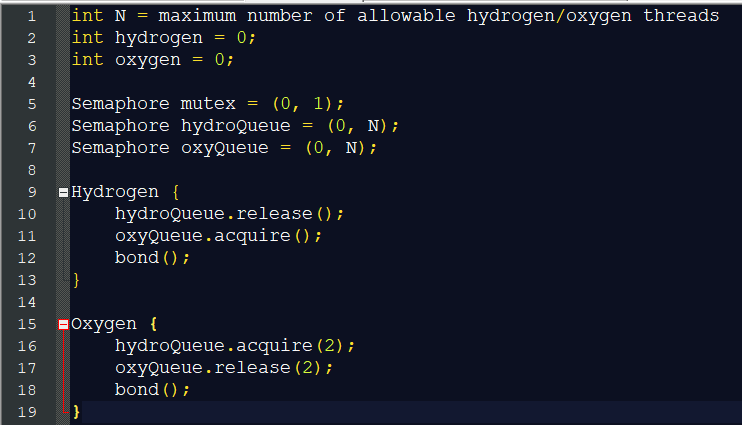 1 int N = maximum number of allowable hydrogen/oxygen threads
2 int hydrogen = 0;
3 int oxygen = 0;
4
5 Semaphore mutex = (0, 1);
6 Semaphore hydroQueue = (0, N);
7 Semaphore oxyQueue = (0, N);
8
9 Hydrogen {
10     hydroQueue.release();
11     oxyQueue.acquire();
12     bond();
13 }
14
15 Oxygen {
16     hydroQueue.acquire(2);
17     oxyQueue.release(2);
18     bond();
19 }